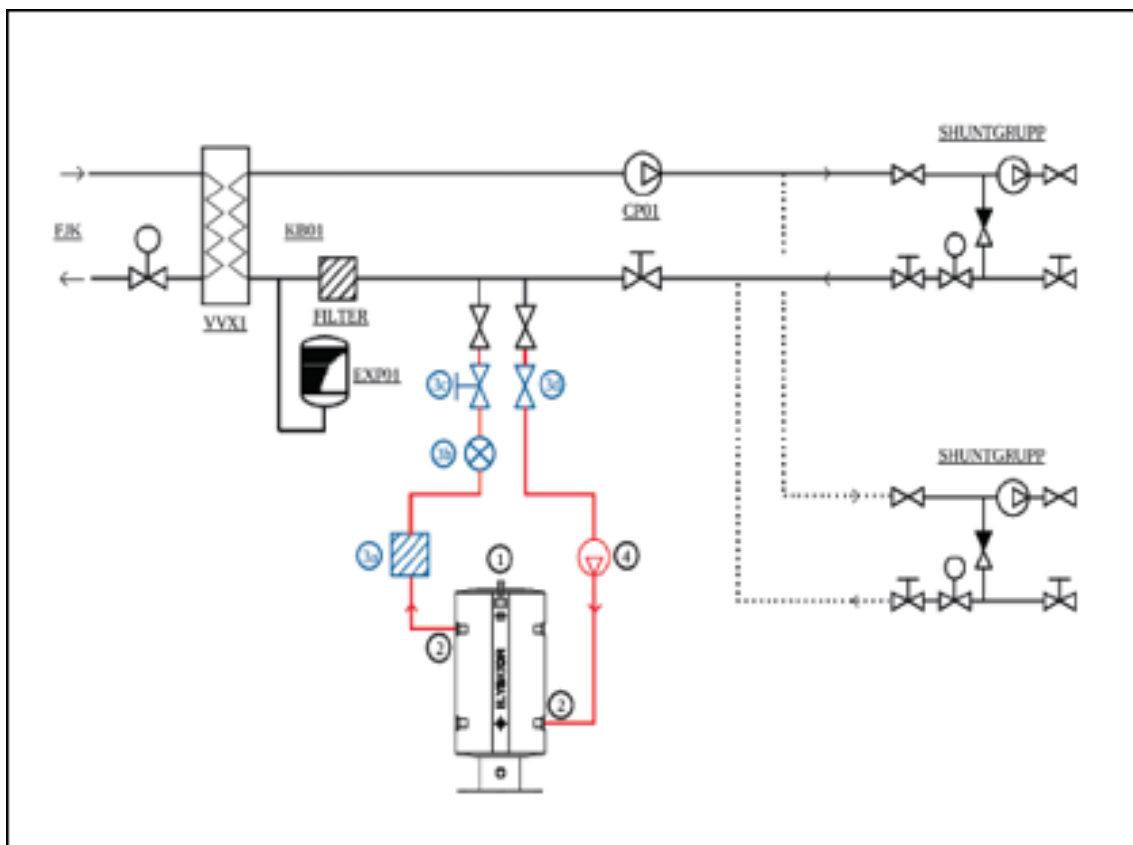 SHUNTGRUPP
CP01
FJK
KB01
VVX1
FILTER
EXP01
3c
3d
3b
SHUNTGRUPP
3a
1
4
2
2